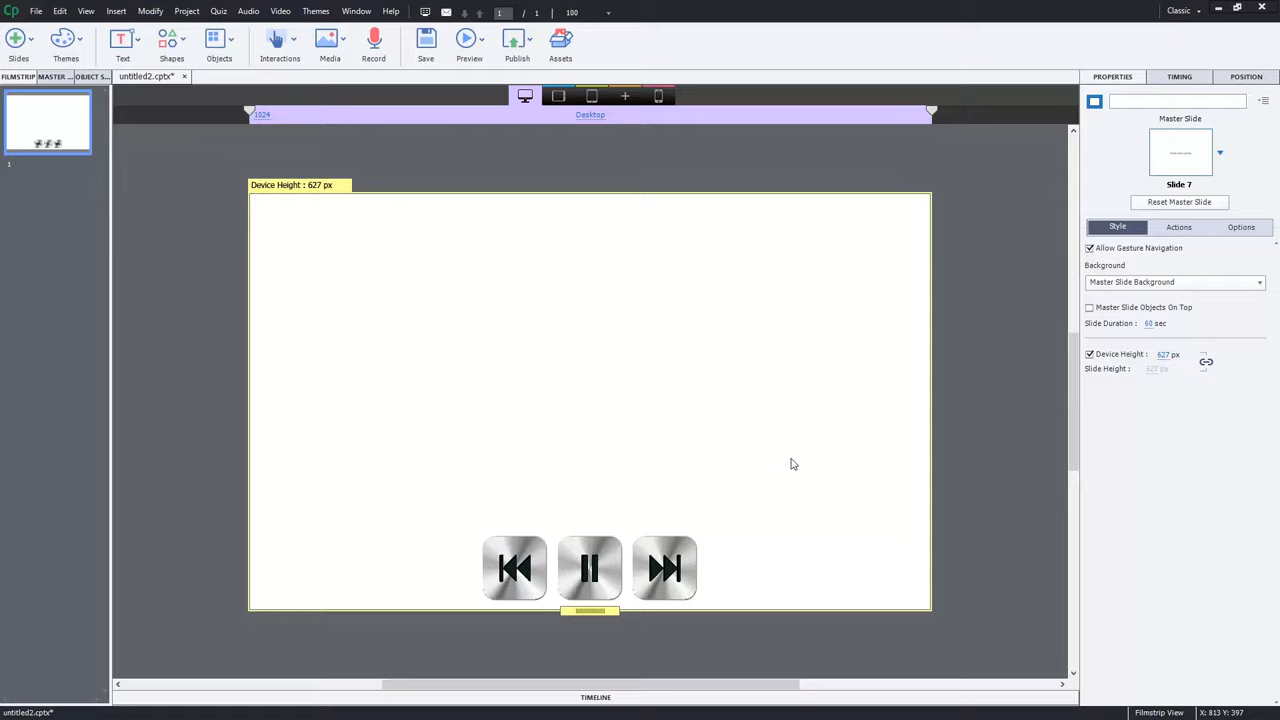 Cp File Edit View Insert Modify Project Quiz Audio Video Themes Window Help 1 / 1 100 Classic
Slides Themes Text Shapes Objects Interactions Media Record Save Preview Publish Assets
FILMSTRIP MASTER ... OBJECT S... untitled2.cptx* PROPERTIES TIMING POSITION
1024 Desktop
1
Device Height : 627 px
Master Slide
Slide 7
Reset Master Slide
Style Actions Options
Allow Gesture Navigation
Background
Master Slide Background
Master Slide Objects On Top
Slide Duration : 60 sec
Device Height : 627 px
Slide Height : 627 px
TIMELINE
untitled2.cptx* Filmstrip View X: 813 Y: 397